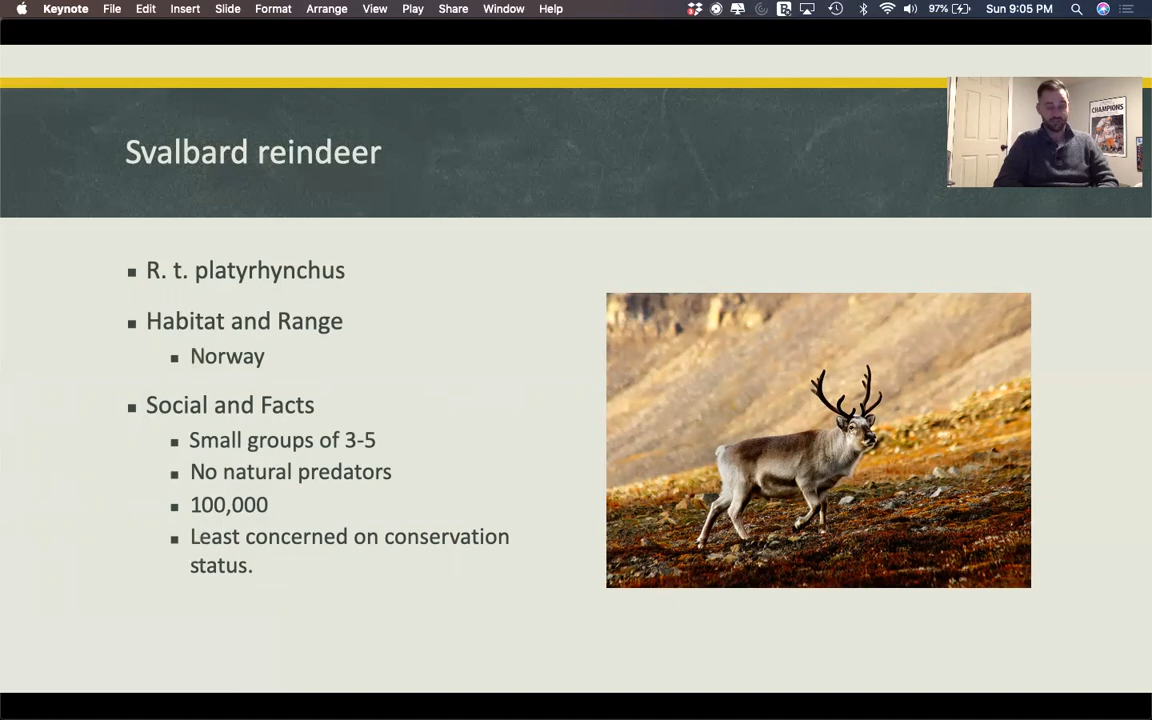 Keynote File Edit Insert Slide Format Arrange View Play Share Window Help 97% Sun 9:05 PM
CHAMPIONS
Svalbard reindeer
R. t. platyrhynchus
Habitat and Range
Norway
Social and Facts
Small groups of 3-5
No natural predators
100,000
Least concerned on conservation
status.